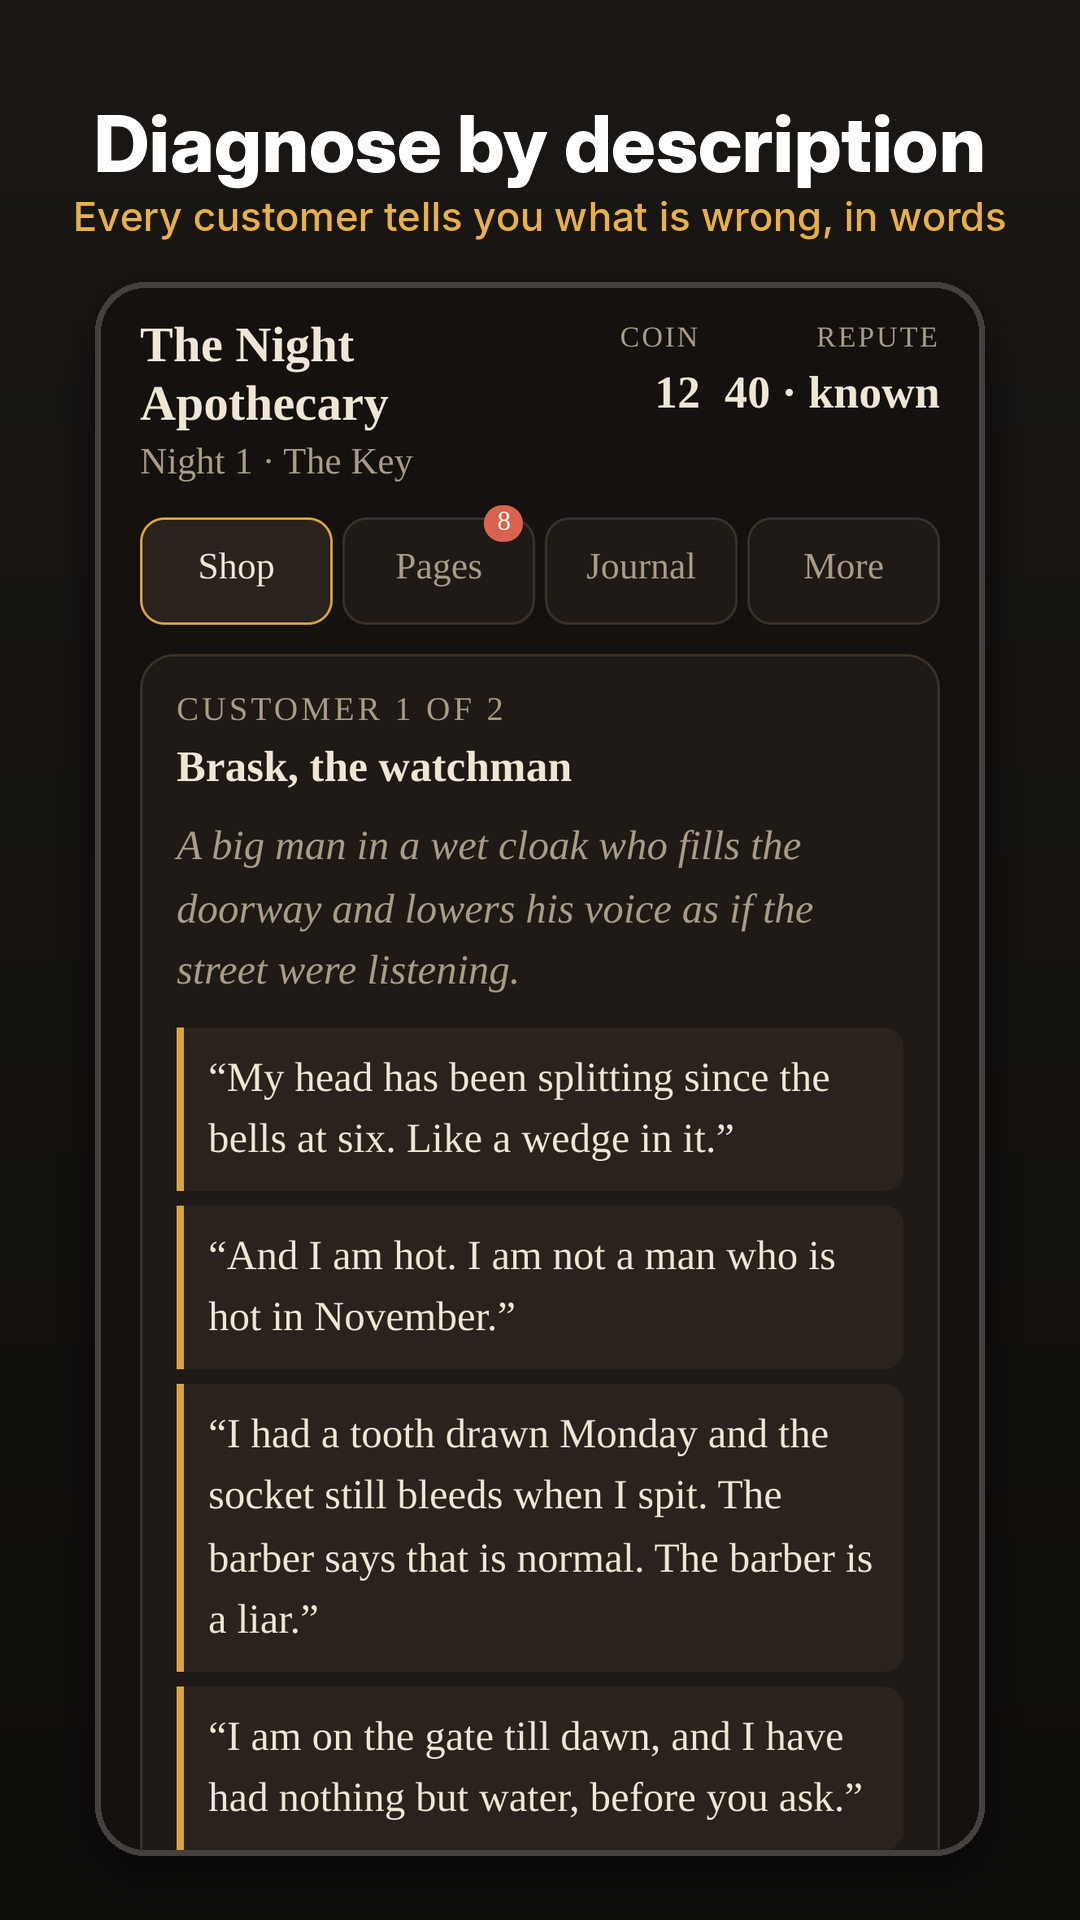 Diagnose by description
Every customer tells you what is wrong, in words
The Night
Apothecary
Night 1 · The Key
COIN
12
REPUTE
40 · known
Shop
Pages
8
Journal
More
CUSTOMER 1 OF 2
Brask, the watchman
A big man in a wet cloak who fills the
doorway and lowers his voice as if the
street were listening.
“My head has been splitting since the
bells at six. Like a wedge in it.”
“And I am hot. I am not a man who is
hot in November.”
“I had a tooth drawn Monday and the
socket still bleeds when I spit. The
barber says that is normal. The barber is
a liar.”
“I am on the gate till dawn, and I have
had nothing but water, before you ask.”